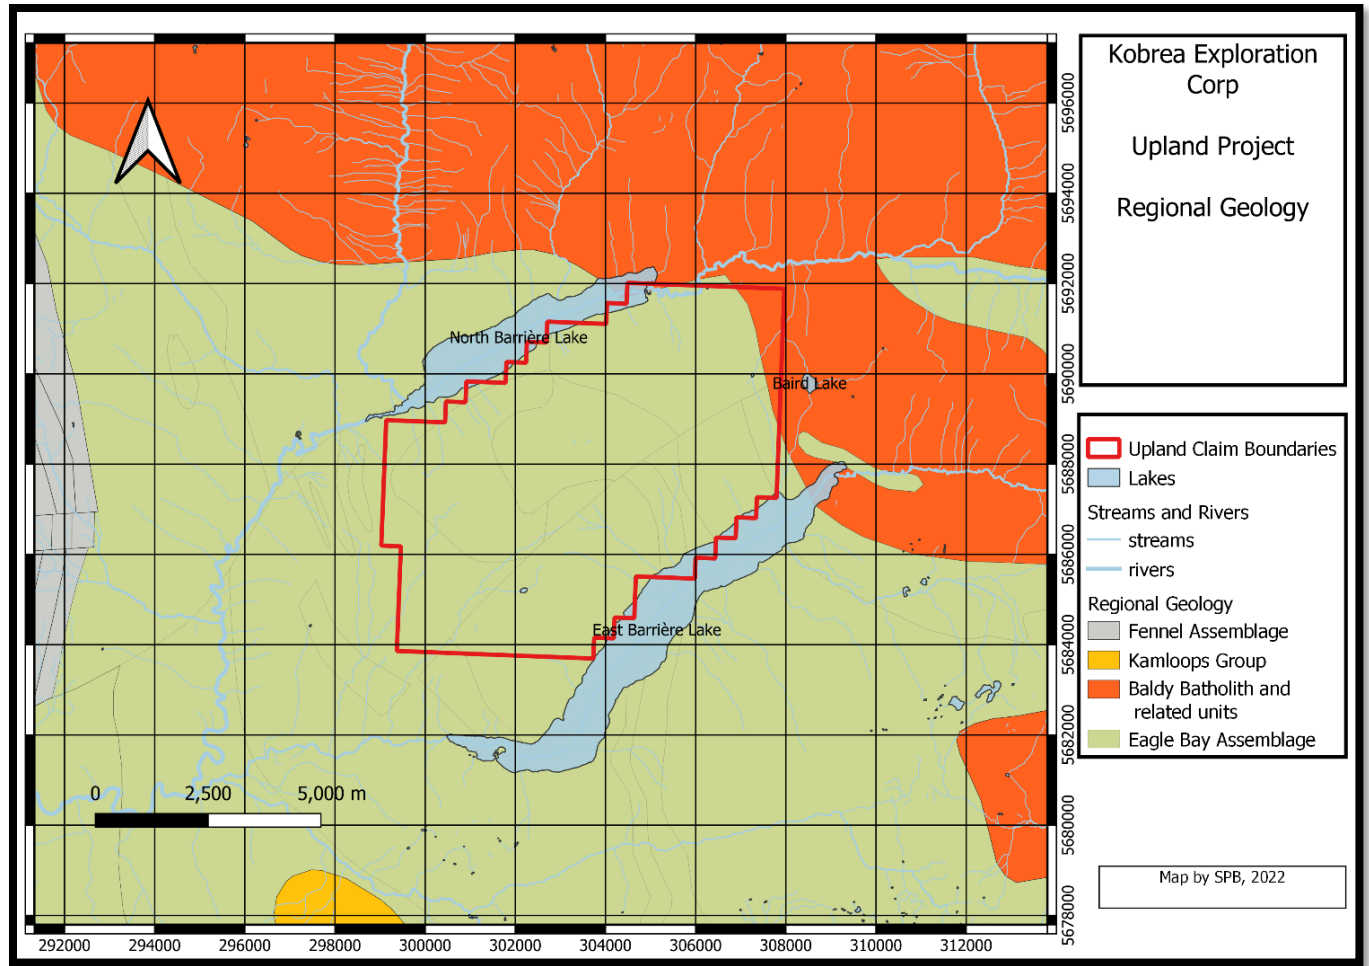 Kobrea Exploration
Corp
Upland Project
Regional Geology
North Barrière Lake
Baird Lake
East Barrière Lake
0 2,500 5,000 m
292000 294000 296000 298000 300000 302000 304000 306000 308000 310000 312000
5696000
5694000
5692000
5690000
5688000
5686000
5684000
5682000
5680000
5678000
Upland Claim Boundaries
Lakes
Streams and Rivers
streams
rivers
Regional Geology
Fennel Assemblage
Kamloops Group
Baldy Batholith and
related units
Eagle Bay Assemblage
Map by SPB, 2022